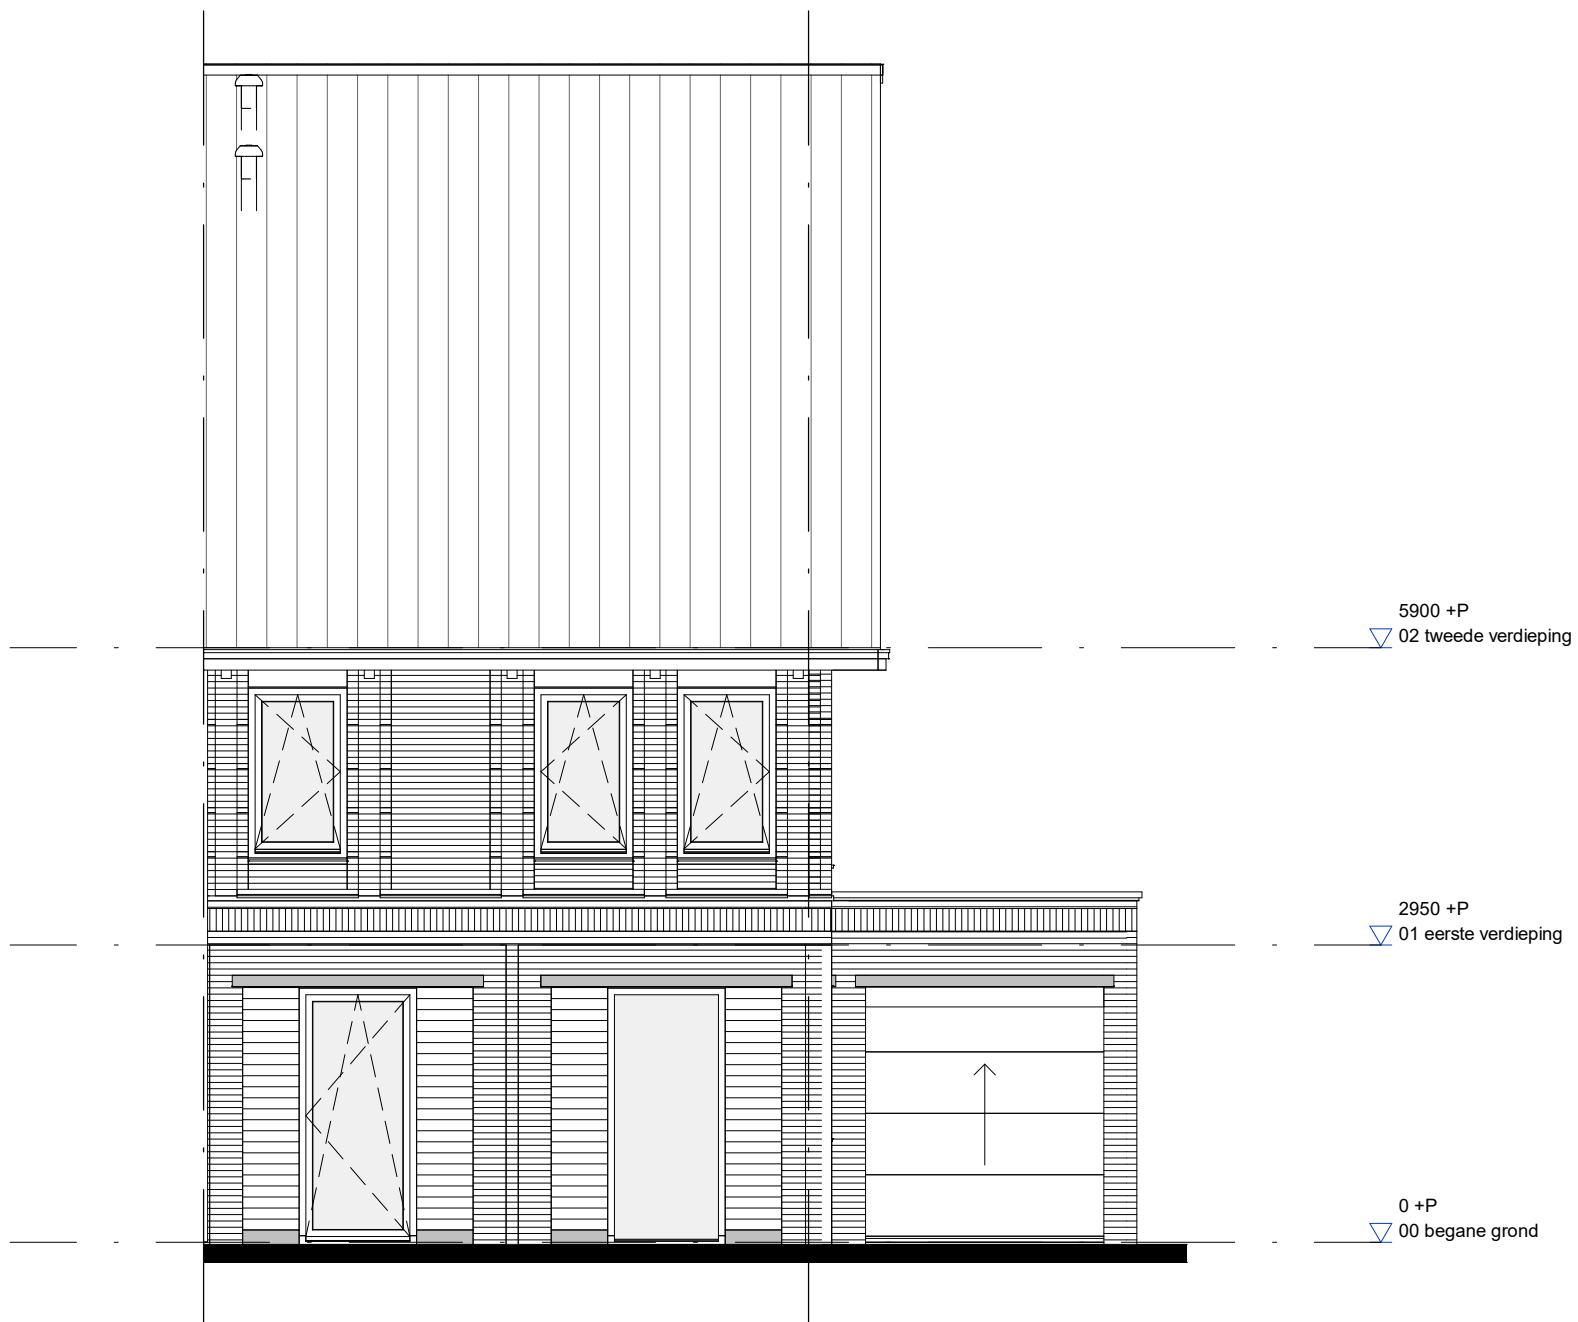 5900 +P
02 tweede verdieping
2950 +P
01 eerste verdieping
0 +P
00 begane grond